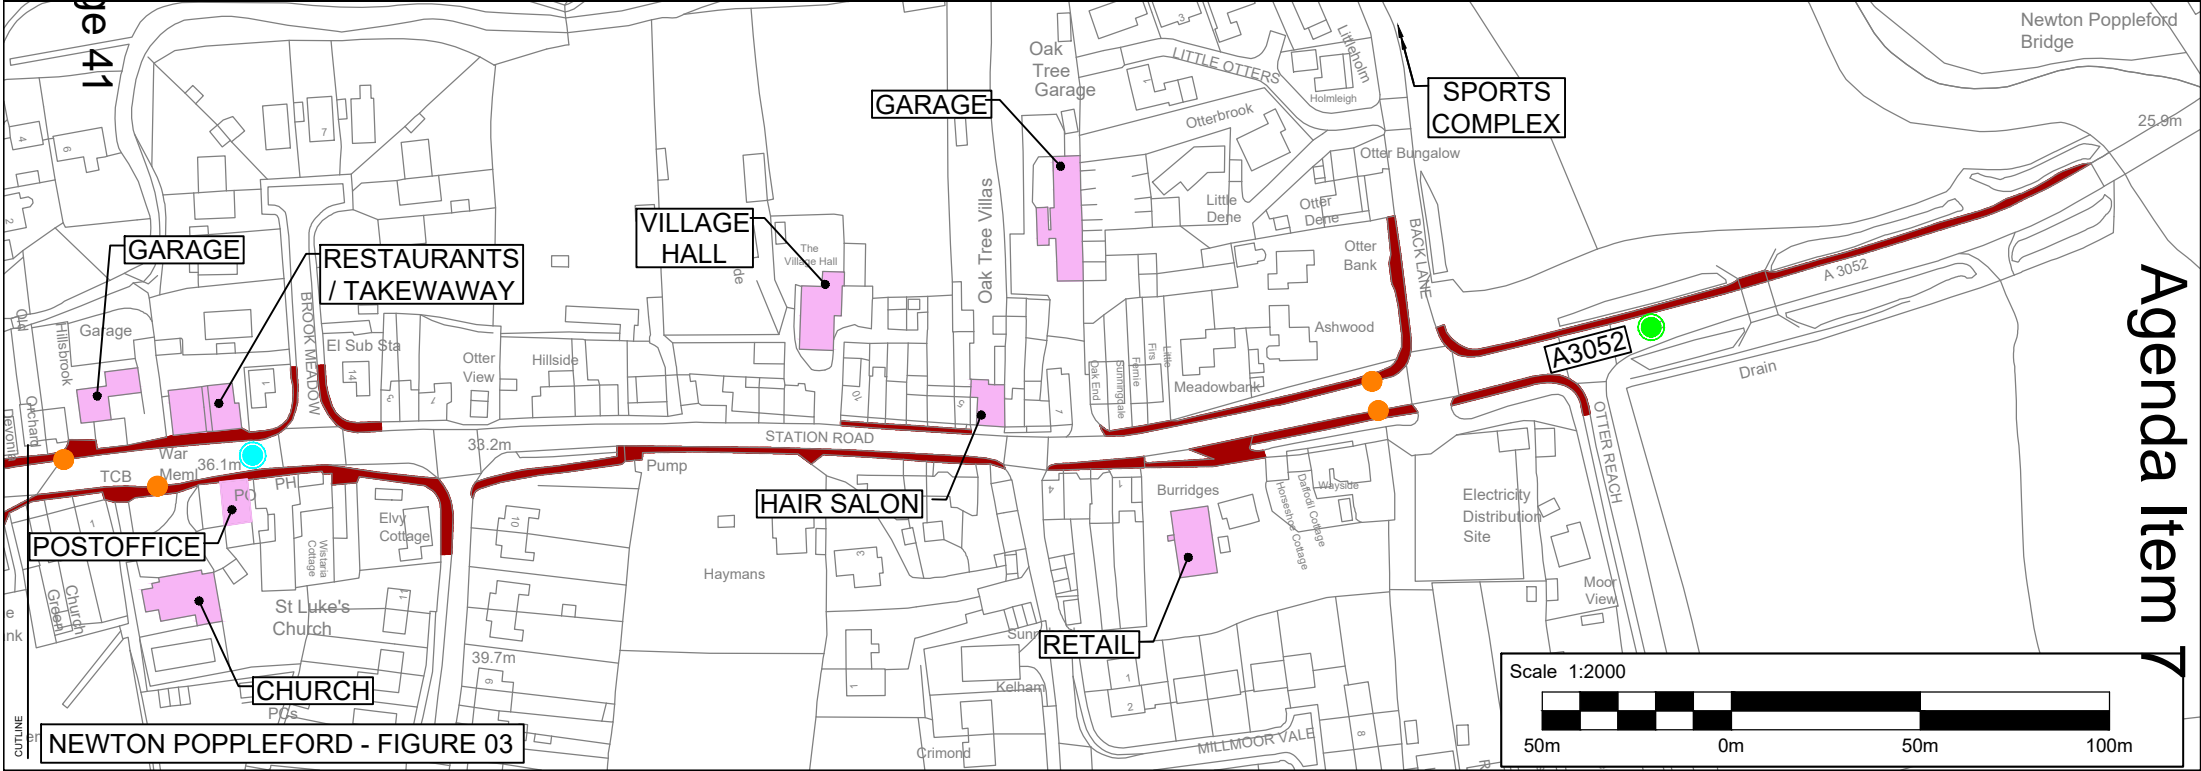 ge 41
Agenda Item 7
Newton Poppleford
Bridge
25.9m
SPORTS
COMPLEX
GARAGE
Oak
Tree
Garage
LITTLE OTTERS
Littleholm
Holmleigh
Otterbrook
Otter Bungalow
Little
Dene
Otter
Dene
Otter
Bank
BACK LANE
Ashwood
A 3052
A3052
Drain
OTTER REACH
VILLAGE
HALL
The
Village Hall
Oak Tree Villas
GARAGE
RESTAURANTS
/ TAKEWAWAY
BROOK MEADOW
Garage
Hillsbrook
Old
Orchard
El Sub Sta
14
Otter
View
Hillside
Oak End
Sunningdale
Fernie
Firs
Little
Meadowbank
STATION ROAD
33.2m
36.1m
War
Meml
TCB
PO
PH
Pump
HAIR SALON
Burridges
Wayside
Daffodil Cottage
Horseshoe Cottage
Electricity
Distribution
Site
Moor
View
POSTOFFICE
Elvy
Cottage
Wistaria
Cottage
Haymans
St Luke's
Church
Church
Green
CHURCH
PCs
39.7m
RETAIL
Kelham
Crimond
MILLMOOR VALE
CUTLINE
NEWTON POPPLEFORD - FIGURE 03
Scale 1:2000
50m 0m 50m 100m